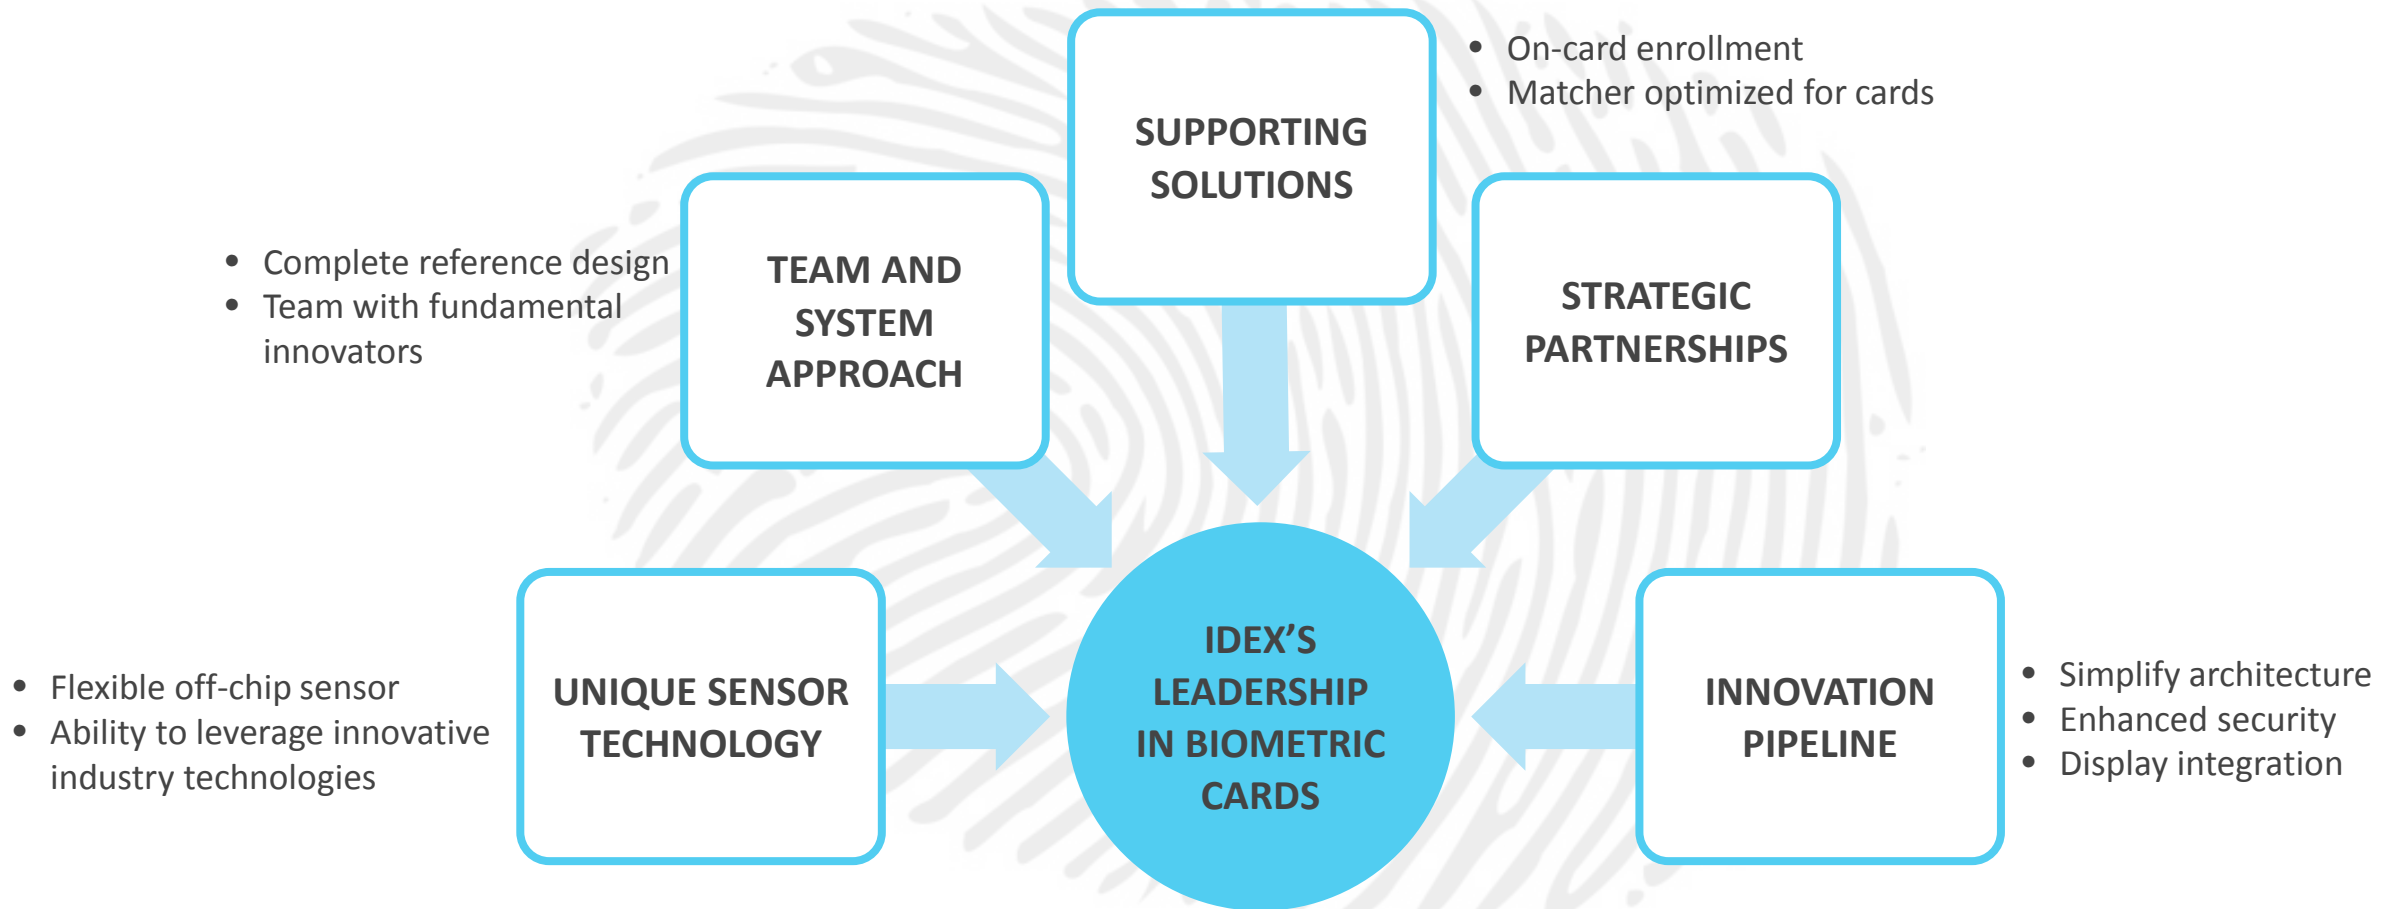 SUPPORTING
SOLUTIONS
• On-card enrollment
• Matcher optimized for cards
• Complete reference design
• Team with fundamental
innovators
TEAM AND
SYSTEM
APPROACH
STRATEGIC
PARTNERSHIPS
• Flexible off-chip sensor
• Ability to leverage innovative
industry technologies
UNIQUE SENSOR
TECHNOLOGY
IDEX’S
LEADERSHIP
IN BIOMETRIC
CARDS
INNOVATION
PIPELINE
• Simplify architecture
• Enhanced security
• Display integration